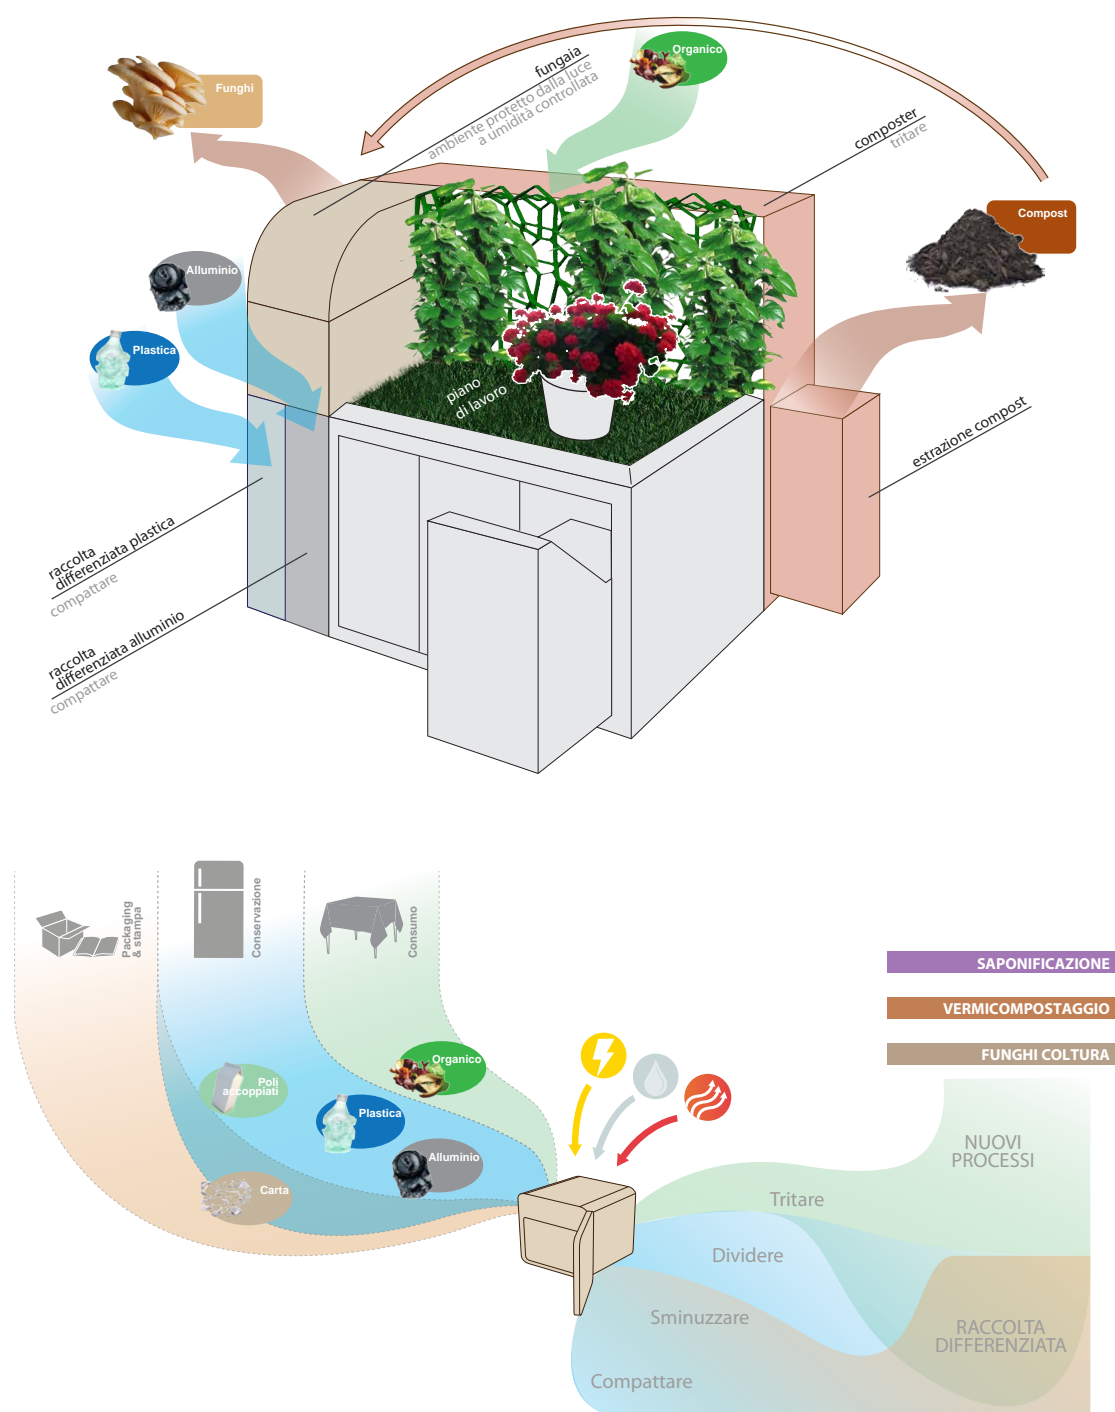 Organico
fungaia
ambiente protetto dalla luce
a umidità controllata
Funghi
composter
tritare
Compost
Alluminio
Plastica
piano
di lavoro
estrazione compost
raccolta
differenziata plastica
compattare
raccolta
differenziata alluminio
compattare
Packaging
& stampa
Conservazione
Consumo
SAPONIFICAZIONE
VERMICOMPOSTAGGIO
FUNGHI COLTURA
Organico
Poli
accoppiati
Plastica
Alluminio
Carta
NUOVI
PROCESSI
Tritare
Dividere
Sminuzzare
RACCOLTA
DIFFERENZIATA
Compattare